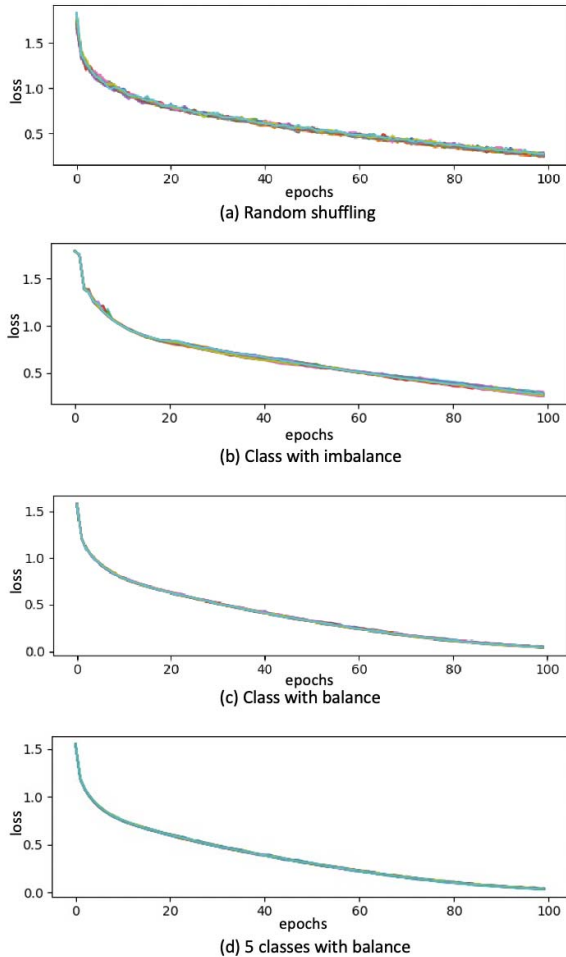 1.5
1.0
0.5
loss
0 20 40 60 80 100
epochs
(a) Random shuffling
1.5
1.0
0.5
loss
0 20 40 60 80 100
epochs
(b) Class with imbalance
1.5
1.0
0.5
0.0
loss
0 20 40 60 80 100
epochs
(c) Class with balance
1.5
1.0
0.5
0.0
loss
0 20 40 60 80 100
epochs
(d) 5 classes with balance